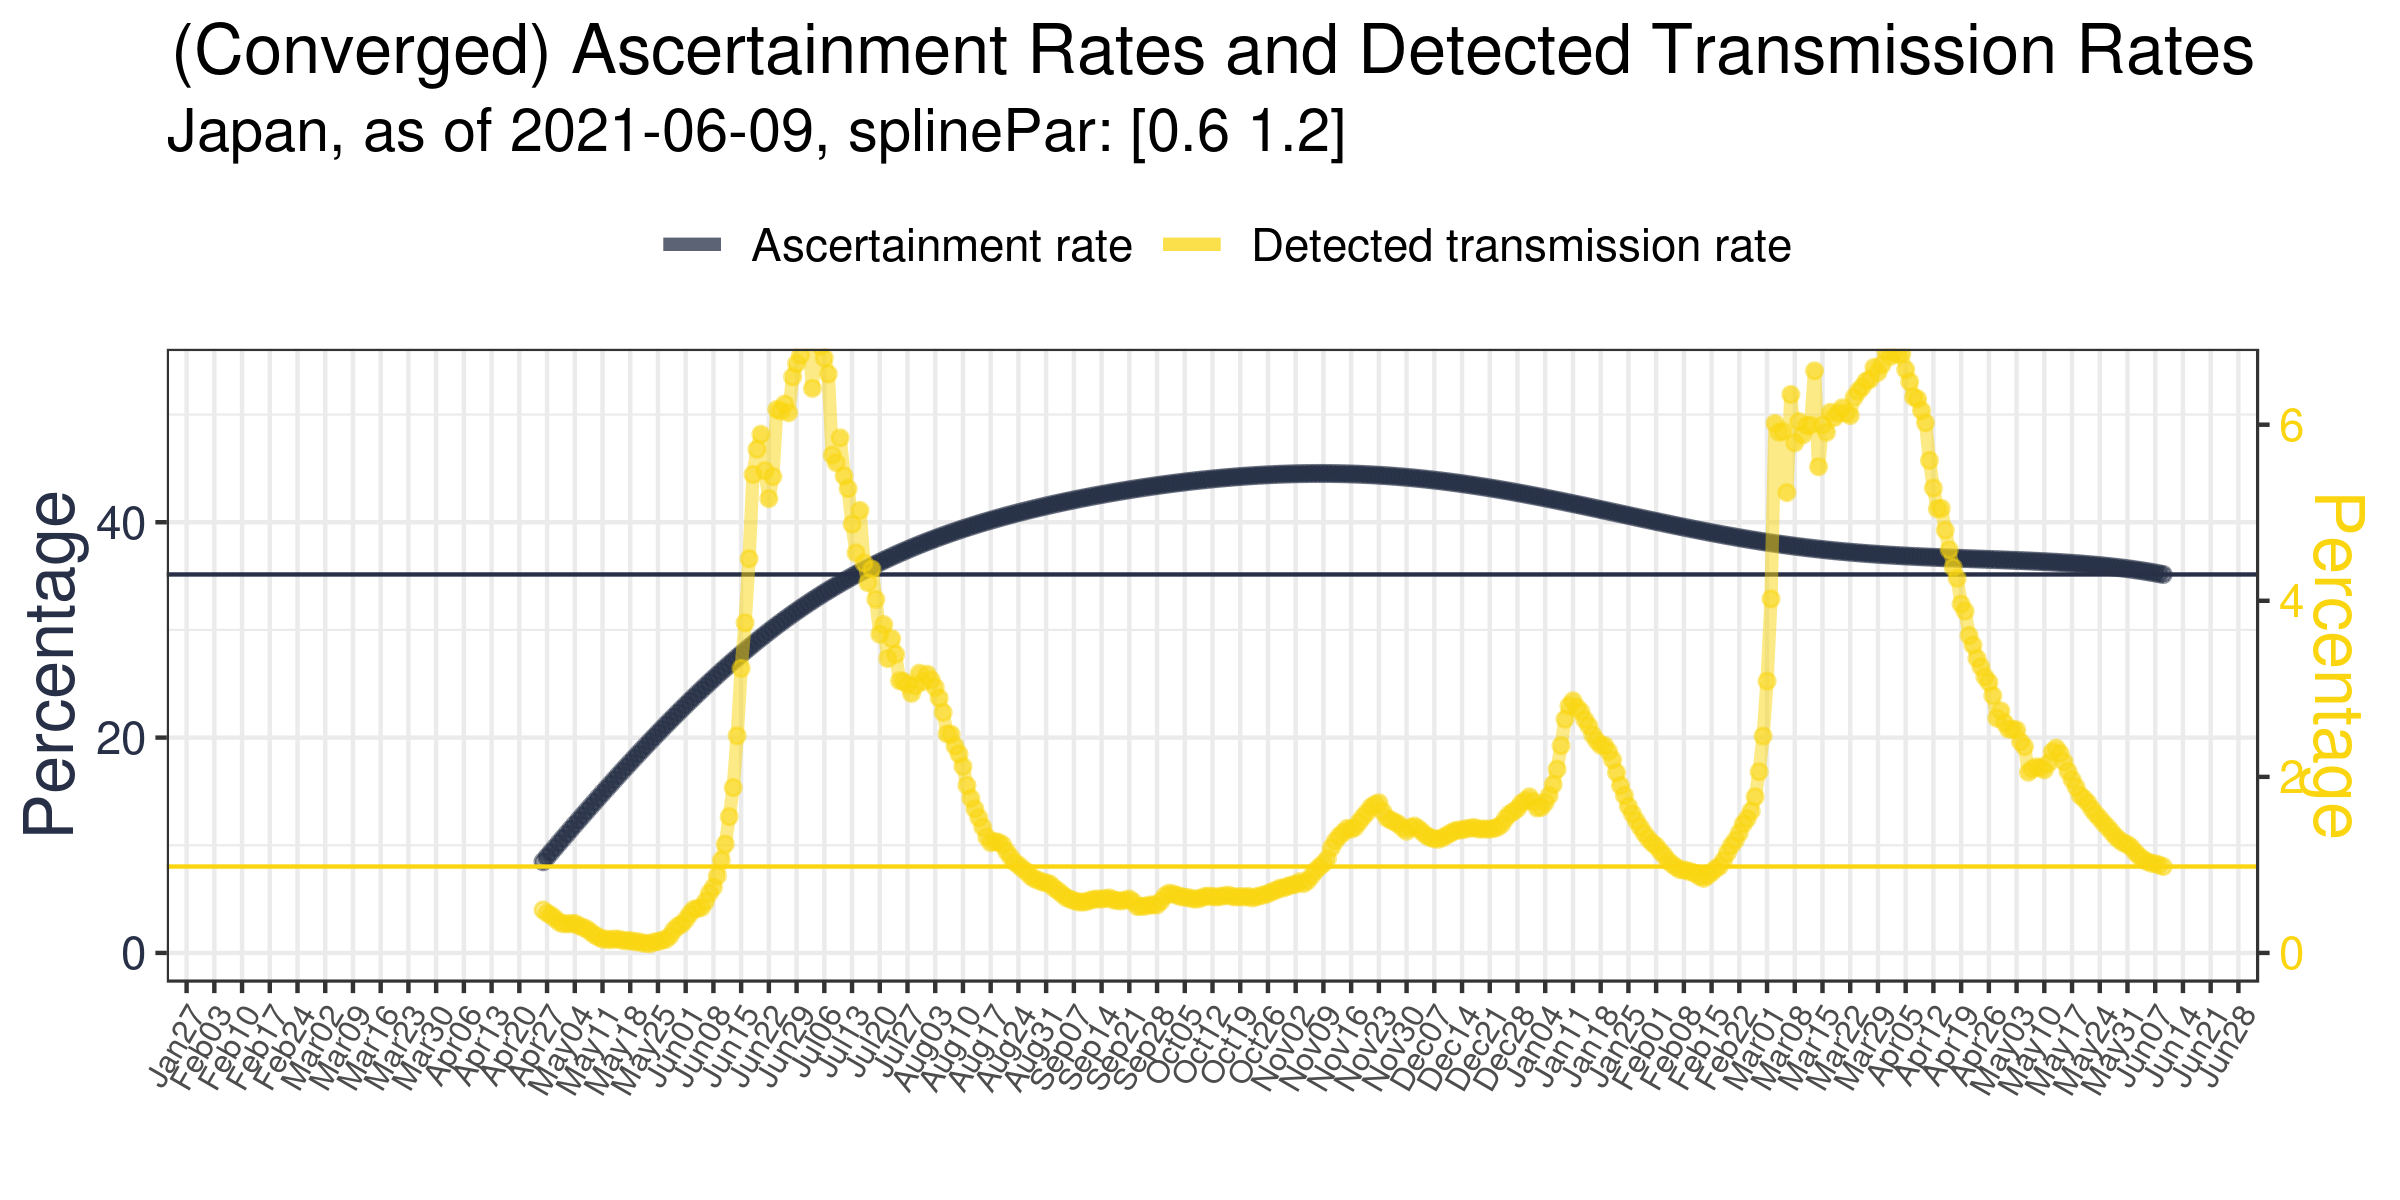 (Converged) Ascertainment Rates and Detected Transmission Rates
Japan, as of 2021-06-09, splinePar: [0.6 1.2]
Ascertainment rate Detected transmission rate
Percentage
40
20
0
6
4
2
0
Percentage
Jan27 Feb03 Feb10 Feb17 Feb24 Mar02 Mar09 Mar16 Mar23 Mar30 Apr06 Apr13 Apr20 Apr27 May04 May11 May18 May25 Jun01 Jun08 Jun15 Jun22 Jun29 Jul06 Jul13 Jul20 Jul27 Aug03 Aug10 Aug17 Aug24 Aug31 Sep07 Sep14 Sep21 Sep28 Oct05 Oct12 Oct19 Oct26 Nov02 Nov09 Nov16 Nov23 Nov30 Dec07 Dec14 Dec21 Dec28 Jan04 Jan11 Jan18 Jan25 Feb01 Feb08 Feb15 Feb22 Mar01 Mar08 Mar15 Mar22 Mar29 Apr05 Apr12 Apr19 Apr26 May03 May10 May17 May24 May31 Jun07 Jun14 Jun21 Jun28